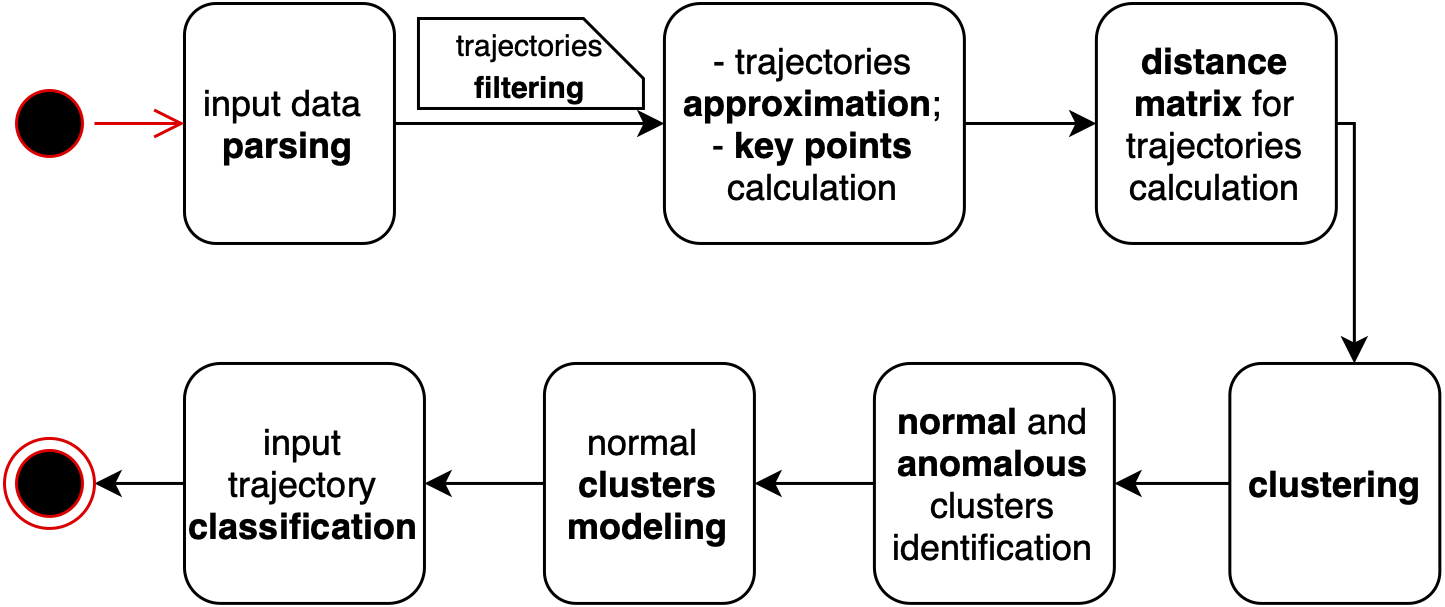 input data
parsing
trajectories
filtering
- trajectories
approximation;
- key points
calculation
distance
matrix for
trajectories
calculation
clustering
normal and
anomalous
clusters
identification
normal
clusters
modeling
input
trajectory
classification